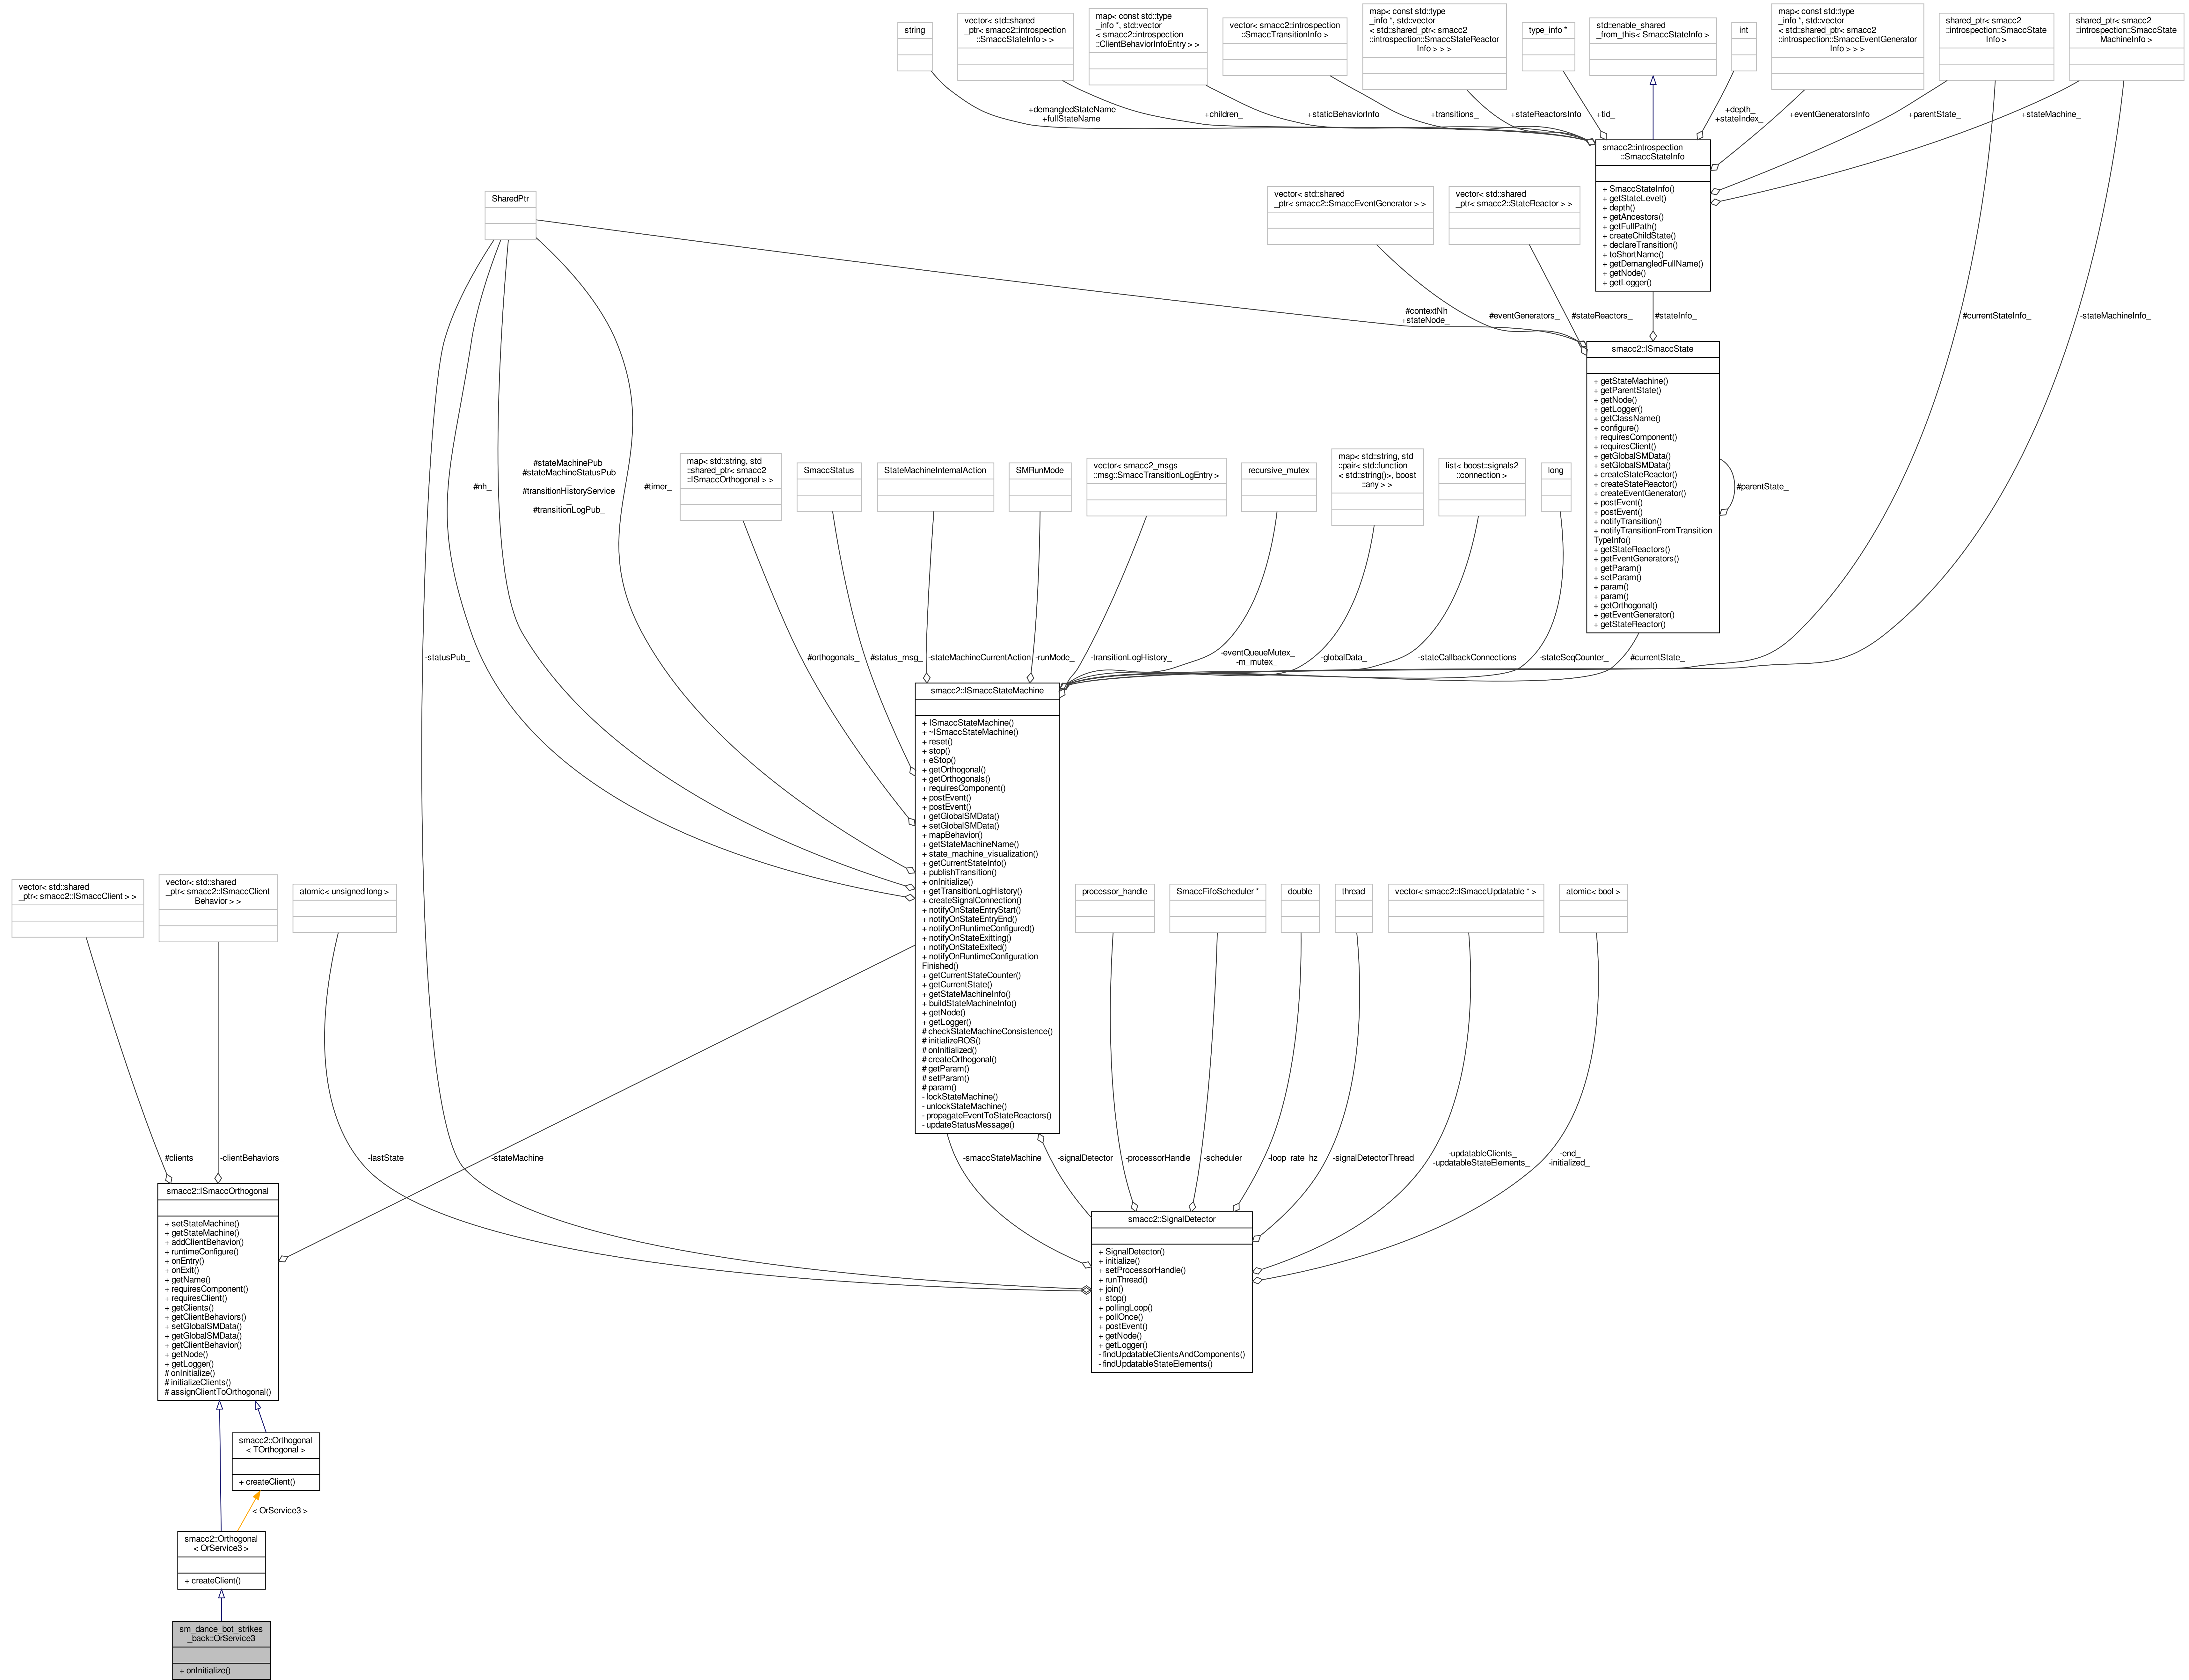 string
vector< std::shared
_ptr< smacc2::introspection
::SmaccStateInfo > >
map< const std::type
_info *, std::vector
< smacc2::introspection
::ClientBehaviorInfoEntry > >
vector< smacc2::introspection
::SmaccTransitionInfo >
map< const std::type
_info *, std::vector
< std::shared_ptr< smacc2
::introspection::SmaccStateReactor
Info > > >
type_info *
std::enable_shared
_from_this< SmaccStateInfo >
int
map< const std::type
_info *, std::vector
< std::shared_ptr< smacc2
::introspection::SmaccEventGenerator
Info > > >
shared_ptr< smacc2
::introspection::SmaccState
Info >
shared_ptr< smacc2
::introspection::SmaccState
MachineInfo >
+demangledStateName
+fullStateName
+children_
+staticBehaviorInfo
+transitions_
+stateReactorsInfo
+tid_
+depth_
+stateIndex_
+eventGeneratorsInfo
+parentState_
+stateMachine_
smacc2::introspection
::SmaccStateInfo
+ SmaccStateInfo()
+ getStateLevel()
+ depth()
+ getAncestors()
+ getFullPath()
+ createChildState()
+ declareTransition()
+ toShortName()
+ getDemangledFullName()
+ getNode()
+ getLogger()
SharedPtr
vector< std::shared
_ptr< smacc2::SmaccEventGenerator > >
vector< std::shared
_ptr< smacc2::StateReactor > >
#contextNh
+stateNode_
#eventGenerators_
#stateReactors_
#stateInfo_
#currentStateInfo_
-stateMachineInfo_
smacc2::ISmaccState
+ getStateMachine()
+ getParentState()
+ getNode()
+ getLogger()
+ getClassName()
+ configure()
+ requiresComponent()
+ requiresClient()
+ getGlobalSMData()
+ setGlobalSMData()
+ createStateReactor()
+ createStateReactor()
+ createEventGenerator()
+ postEvent()
+ postEvent()
+ notifyTransition()
+ notifyTransitionFromTransition
TypeInfo()
+ getStateReactors()
+ getEventGenerators()
+ getParam()
+ setParam()
+ param()
+ param()
+ getOrthogonal()
+ getEventGenerator()
+ getStateReactor()
#parentState_
#nh_
#stateMachinePub_
#stateMachineStatusPub
_
#transitionHistoryService
_
#transitionLogPub_
#timer_
map< std::string, std
::shared_ptr< smacc2
::ISmaccOrthogonal > >
SmaccStatus
StateMachineInternalAction
SMRunMode
vector< smacc2_msgs
::msg::SmaccTransitionLogEntry >
recursive_mutex
map< std::string, std
::pair< std::function
< std::string()>, boost
::any > >
list< boost::signals2
::connection >
long
-statusPub_
#orthogonals_
#status_msg_
-stateMachineCurrentAction
-runMode_
-transitionLogHistory_
-eventQueueMutex_
-m_mutex_
-globalData_
-stateCallbackConnections
-stateSeqCounter_
#currentState_
smacc2::ISmaccStateMachine
+ ISmaccStateMachine()
+ ~ISmaccStateMachine()
+ reset()
+ stop()
+ eStop()
+ getOrthogonal()
+ getOrthogonals()
+ requiresComponent()
+ postEvent()
+ postEvent()
+ getGlobalSMData()
+ setGlobalSMData()
+ mapBehavior()
+ getStateMachineName()
+ state_machine_visualization()
+ getCurrentStateInfo()
+ publishTransition()
+ onInitialize()
+ getTransitionLogHistory()
+ createSignalConnection()
+ notifyOnStateEntryStart()
+ notifyOnStateEntryEnd()
+ notifyOnRuntimeConfigured()
+ notifyOnStateExitting()
+ notifyOnStateExited()
+ notifyOnRuntimeConfiguration
Finished()
+ getCurrentStateCounter()
+ getCurrentState()
+ getStateMachineInfo()
+ buildStateMachineInfo()
+ getNode()
+ getLogger()
# checkStateMachineConsistence()
# initializeROS()
# onInitialized()
# createOrthogonal()
# getParam()
# setParam()
# param()
- lockStateMachine()
- unlockStateMachine()
- propagateEventToStateReactors()
- updateStatusMessage()
vector< std::shared
_ptr< smacc2::ISmaccClient > >
vector< std::shared
_ptr< smacc2::ISmaccClient
Behavior > >
atomic< unsigned long >
processor_handle
SmaccFifoScheduler *
double
thread
vector< smacc2::ISmaccUpdatable * >
atomic< bool >
#clients_
-clientBehaviors_
-lastState_
-stateMachine_
-smaccStateMachine_
-signalDetector_
-processorHandle_
-scheduler_
-loop_rate_hz
-signalDetectorThread_
-updatableClients_
-updatableStateElements_
-end_
-initialized_
smacc2::ISmaccOrthogonal
+ setStateMachine()
+ getStateMachine()
+ addClientBehavior()
+ runtimeConfigure()
+ onEntry()
+ onExit()
+ getName()
+ requiresComponent()
+ requiresClient()
+ getClients()
+ getClientBehaviors()
+ setGlobalSMData()
+ getGlobalSMData()
+ getClientBehavior()
+ getNode()
+ getLogger()
# onInitialize()
# initializeClients()
# assignClientToOrthogonal()
smacc2::SignalDetector
+ SignalDetector()
+ initialize()
+ setProcessorHandle()
+ runThread()
+ join()
+ stop()
+ pollingLoop()
+ pollOnce()
+ postEvent()
+ getNode()
+ getLogger()
- findUpdatableClientsAndComponents()
- findUpdatableStateElements()
smacc2::Orthogonal
< TOrthogonal >
+ createClient()
< OrService3 >
smacc2::Orthogonal
< OrService3 >
+ createClient()
sm_dance_bot_strikes
_back::OrService3
+ onInitialize()